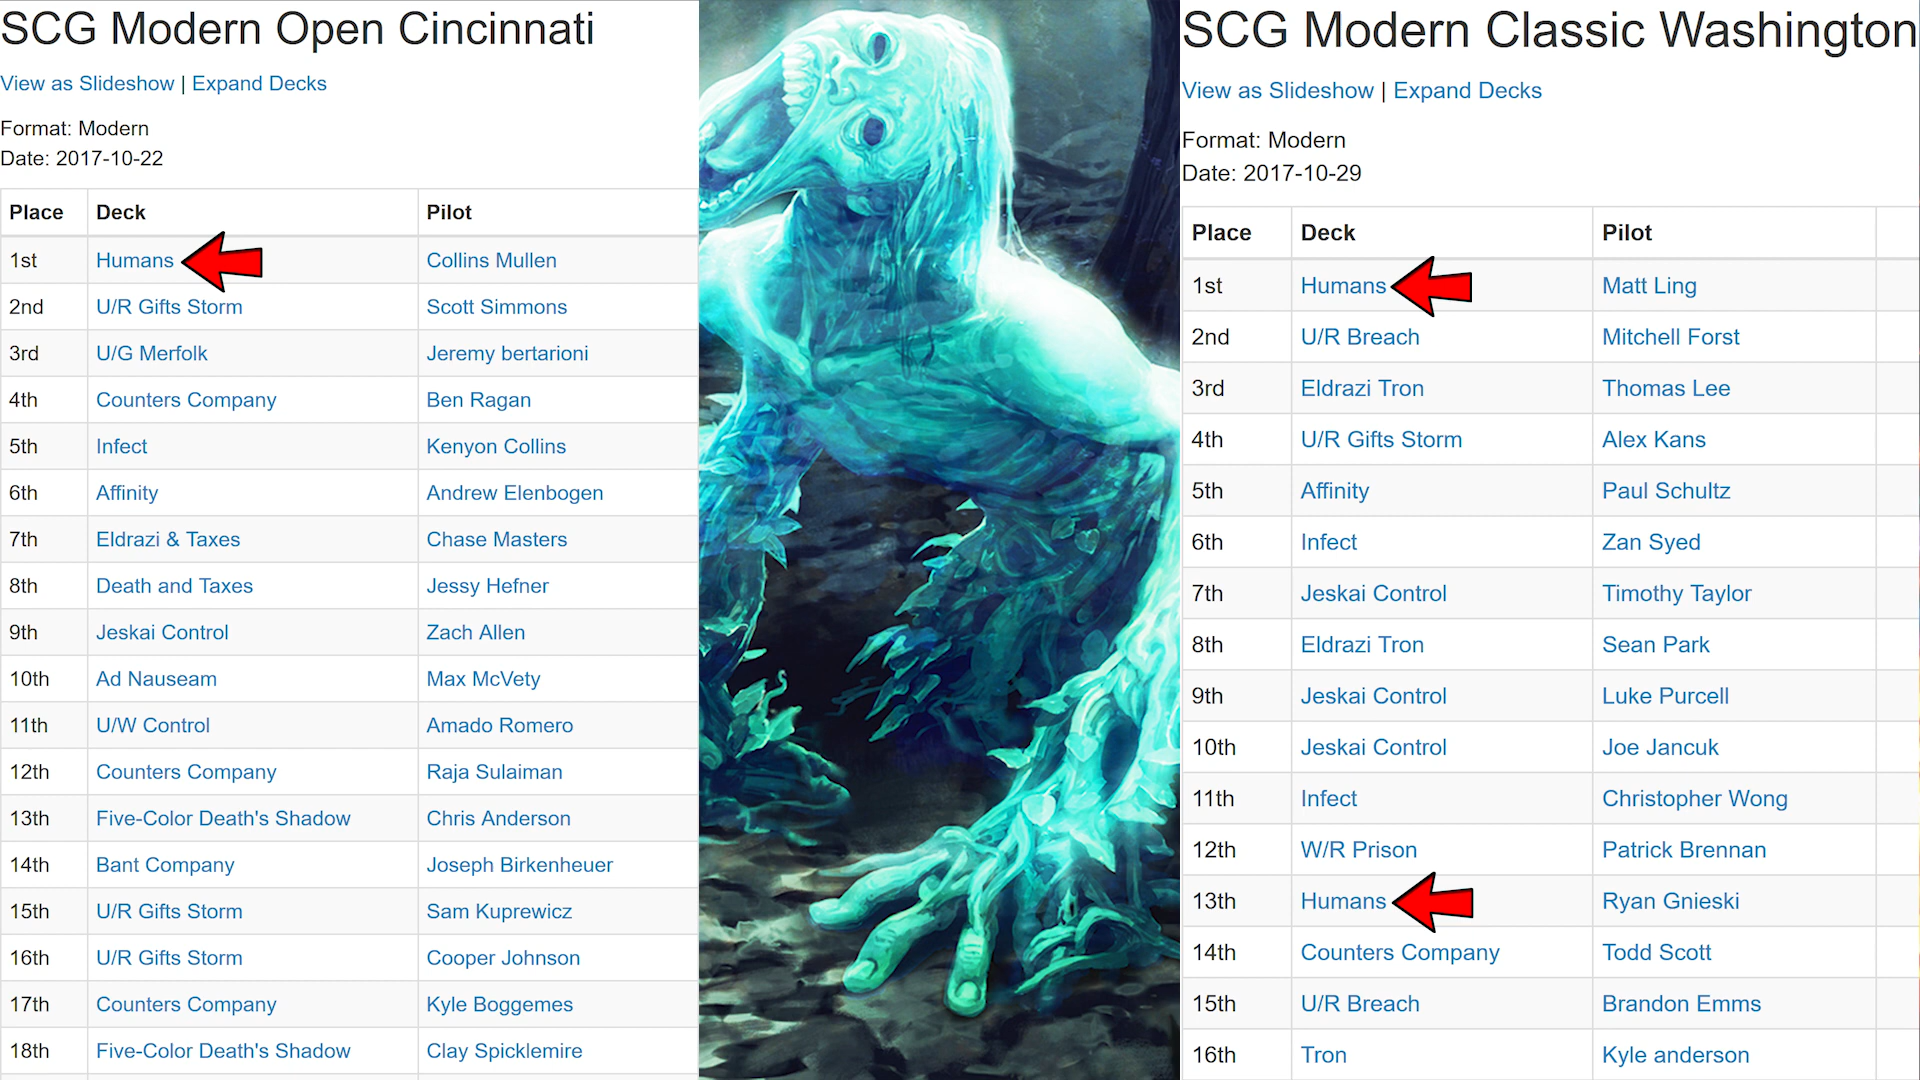 SCG Modern Open Cincinnati
View as Slideshow | Expand Decks
Format: Modern
Date: 2017-10-22
Place Deck Pilot
1st Humans Collins Mullen
2nd U/R Gifts Storm Scott Simmons
3rd U/G Merfolk Jeremy bertarioni
4th Counters Company Ben Ragan
5th Infect Kenyon Collins
6th Affinity Andrew Elenbogen
7th Eldrazi & Taxes Chase Masters
8th Death and Taxes Jessy Hefner
9th Jeskai Control Zach Allen
10th Ad Nauseam Max McVety
11th U/W Control Amado Romero
12th Counters Company Raja Sulaiman
13th Five-Color Death's Shadow Chris Anderson
14th Bant Company Joseph Birkenheuer
15th U/R Gifts Storm Sam Kuprewicz
16th U/R Gifts Storm Cooper Johnson
17th Counters Company Kyle Boggemes
18th Five-Color Death's Shadow Clay Spicklemire
SCG Modern Classic Washington
View as Slideshow | Expand Decks
Format: Modern
Date: 2017-10-29
Place Deck Pilot
1st Humans Matt Ling
2nd U/R Breach Mitchell Forst
3rd Eldrazi Tron Thomas Lee
4th U/R Gifts Storm Alex Kans
5th Affinity Paul Schultz
6th Infect Zan Syed
7th Jeskai Control Timothy Taylor
8th Eldrazi Tron Sean Park
9th Jeskai Control Luke Purcell
10th Jeskai Control Joe Jancuk
11th Infect Christopher Wong
12th W/R Prison Patrick Brennan
13th Humans Ryan Gnieski
14th Counters Company Todd Scott
15th U/R Breach Brandon Emms
16th Tron Kyle anderson